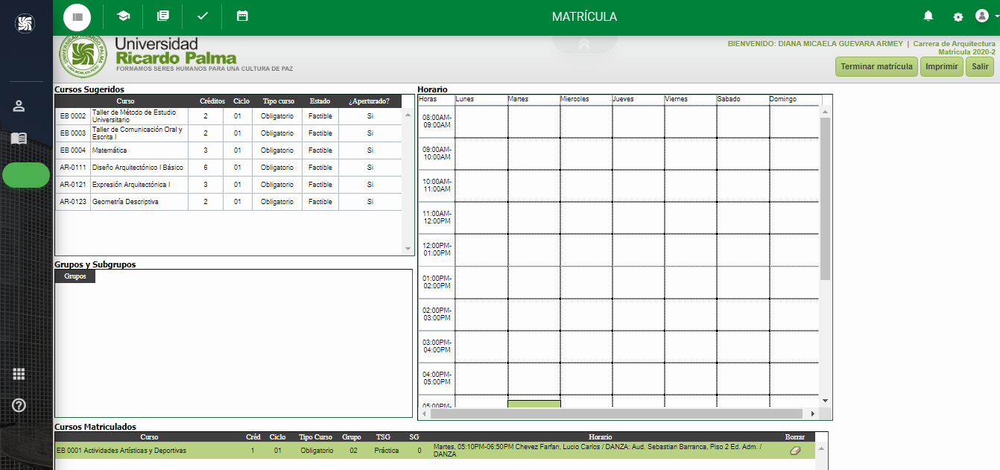 MATRÍCULA
Universidad
Ricardo Palma
FORMAMOS SERES HUMANOS PARA UNA CULTURA DE PAZ
BIENVENIDO: DIANA MICAELA GUEVARA ARMEY | Carrera de Arquitectura
Matrícula 2020-2
Terminar matrícula Imprimir Salir
Cursos Sugeridos
Curso Créditos Ciclo Tipo curso Estado ¿Aperturado?
EB 0002 Taller de Método de Estudio Universitario 2 01 Obligatorio Factible Si
EB 0003 Taller de Comunicación Oral y Escrita I 2 01 Obligatorio Factible Si
EB 0004 Matemática 3 01 Obligatorio Factible Si
AR-0111 Diseño Arquitectónico I Básico 6 01 Obligatorio Factible Si
AR-0121 Expresión Arquitectónica I 3 01 Obligatorio Factible Si
AR-0123 Geometría Descriptiva 2 01 Obligatorio Factible Si
Grupos y Subgrupos
Grupos
Horario
Horas Lunes Martes Miercoles Jueves Viernes Sabado Domingo
08:00AM-
09:00AM
09:00AM-
10:00AM
10:00AM-
11:00AM
11:00AM-
12:00PM
12:00PM-
01:00PM
01:00PM-
02:00PM
02:00PM-
03:00PM
03:00PM-
04:00PM
04:00PM-
05:00PM
05:00PM-
Cursos Matriculados
Curso Créd Ciclo Tipo Curso Grupo TSG SG Horario Borrar
EB 0001 Actividades Artísticas y Deportivas 1 01 Obligatorio 02 Práctica 0 Martes, 05:10PM-06:50PM Chevez Farfan, Lucio Carlos / DANZA: Aud. Sebastian Barranca, Piso 2 Ed. Adm. /
DANZA